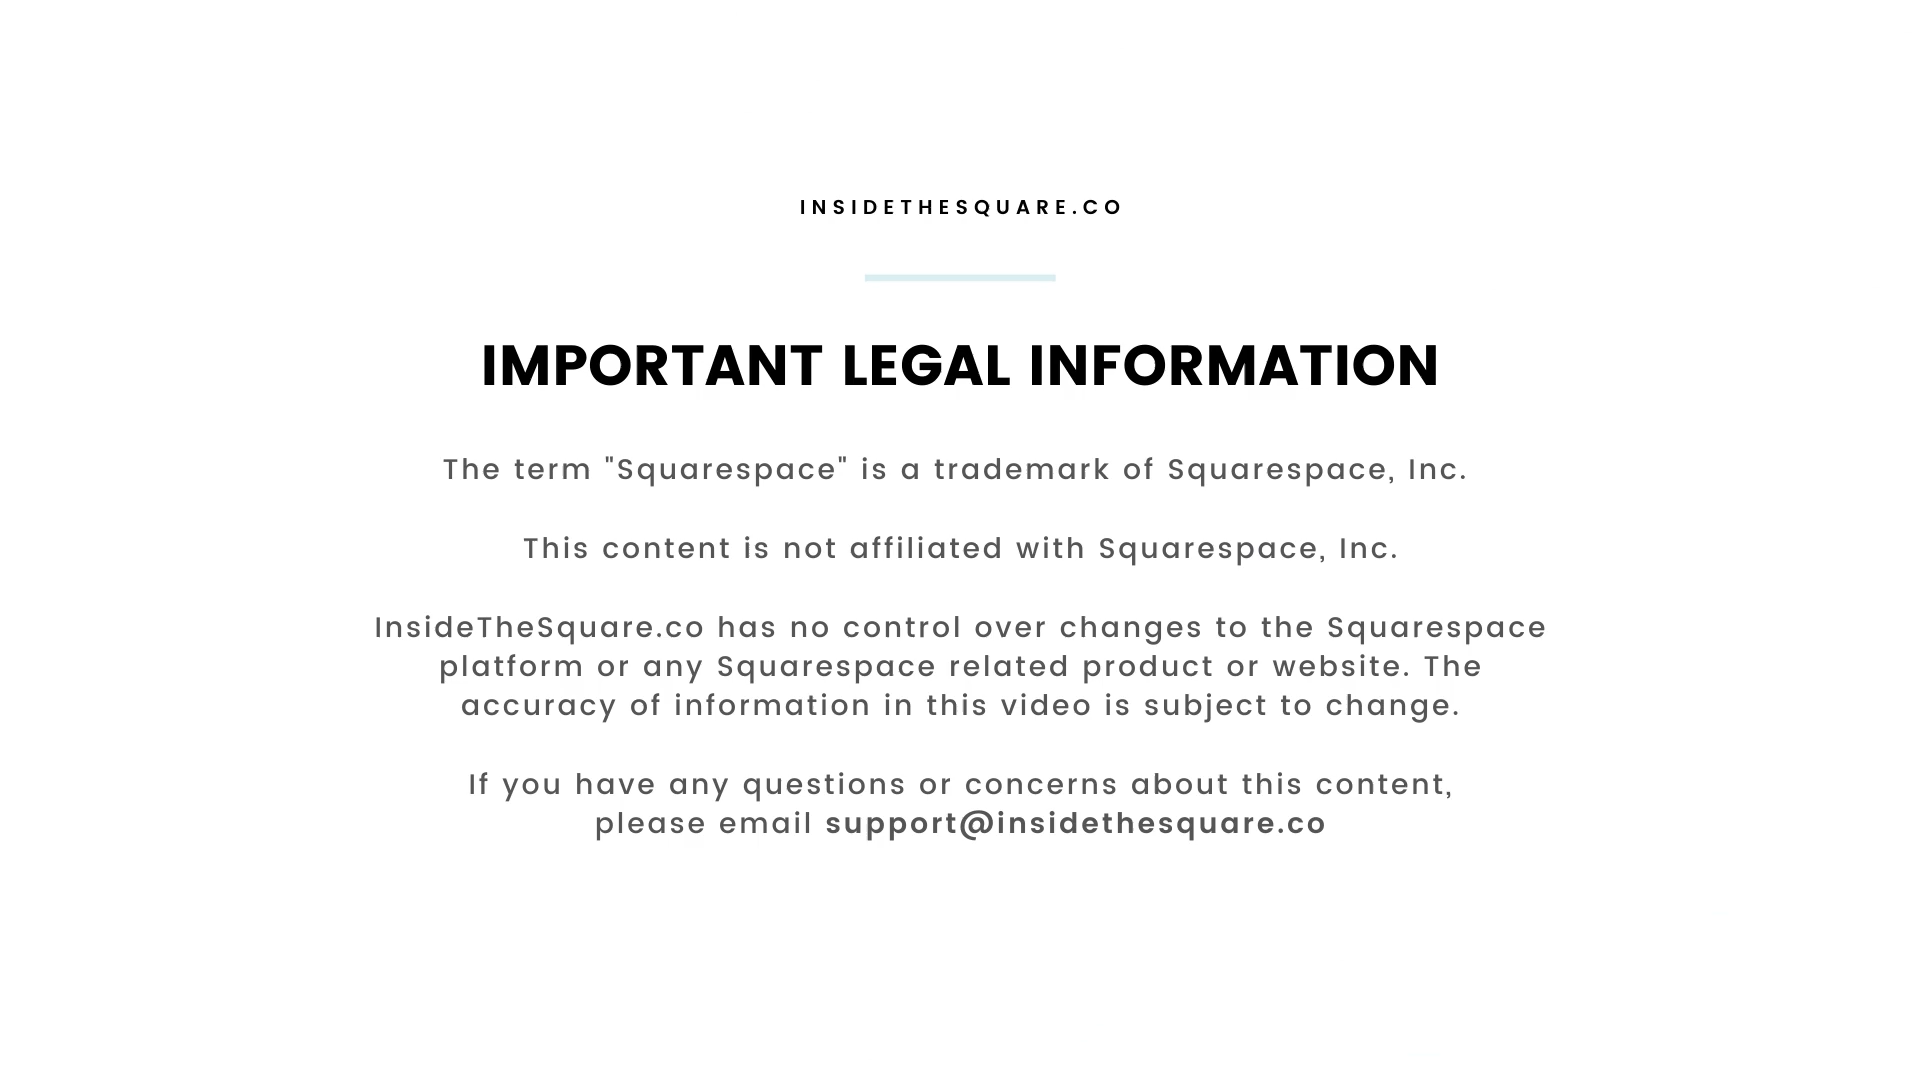 INSIDETHESQUARE.CO
IMPORTANT LEGAL INFORMATION
The term "Squarespace" is a trademark of Squarespace, Inc.
This content is not affiliated with Squarespace, Inc.
InsideTheSquare.co has no control over changes to the Squarespace
platform or any Squarespace related product or website. The
accuracy of information in this video is subject to change.
If you have any questions or concerns about this content,
please email support@insidethesquare.co